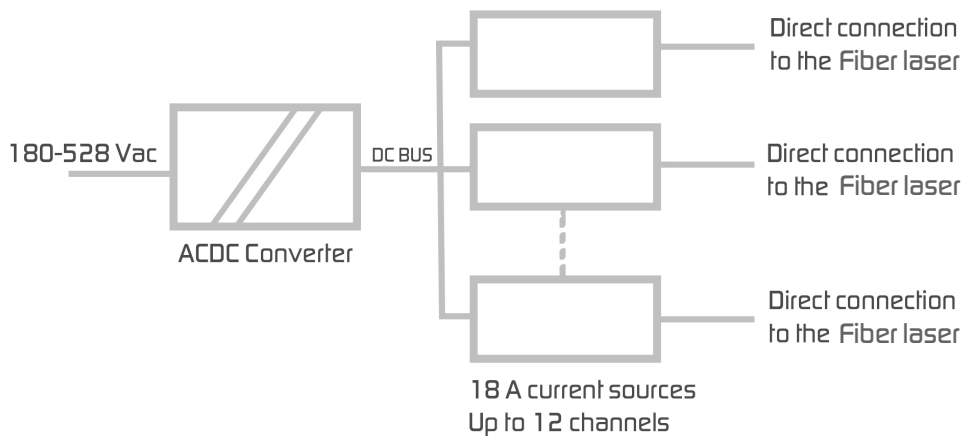 Direct connection
to the Fiber laser
180-528 Vac
DC BUS
Direct connection
to the Fiber laser
ACDC Converter
Direct connection
to the Fiber laser
18 A current sources
Up to 12 channels